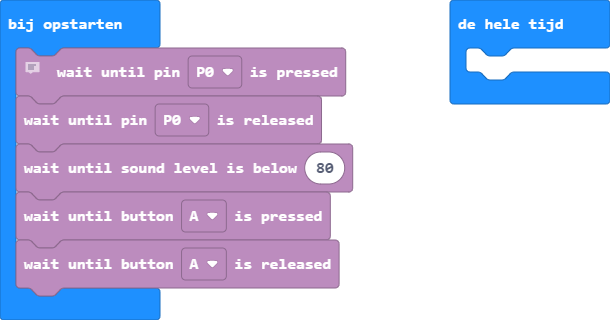 bij opstarten
wait until pin P0 is pressed
wait until pin P0 is released
wait until sound level is below 80
wait until button A is pressed
wait until button A is released
de hele tijd